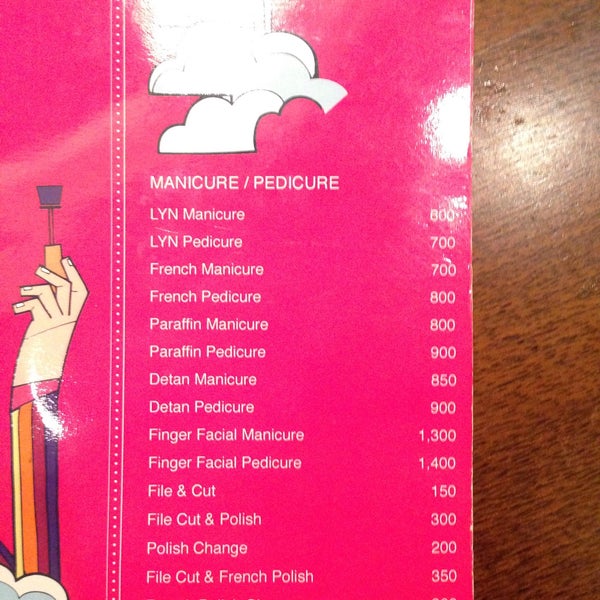 MANICURE / PEDICURE
LYN Manicure 600
LYN Pedicure 700
French Manicure 700
French Pedicure 800
Paraffin Manicure 800
Paraffin Pedicure 900
Detan Manicure 850
Detan Pedicure 900
Finger Facial Manicure 1,300
Finger Facial Pedicure 1,400
File & Cut 150
File Cut & Polish 300
Polish Change 200
File Cut & French Polish 350